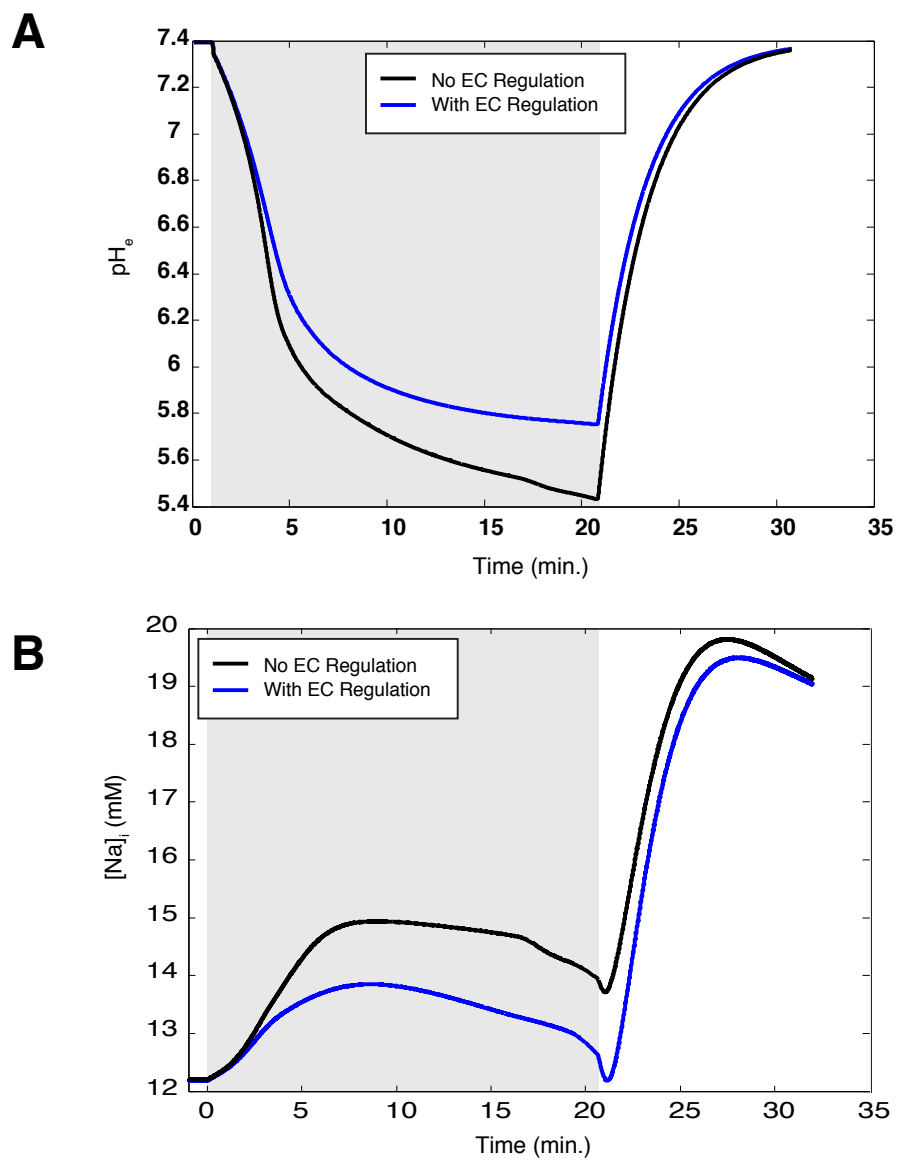 A
7.4
7.2
7
6.8
6.6
6.4
6.2
6
5.8
5.6
5.4
pHe
No EC Regulation
With EC Regulation
0 5 10 15 20 25 30 35
Time (min.)
B
20
19
18
17
16
15
14
13
12
[Na]i (mM)
No EC Regulation
With EC Regulation
0 5 10 15 20 25 30 35
Time (min.)